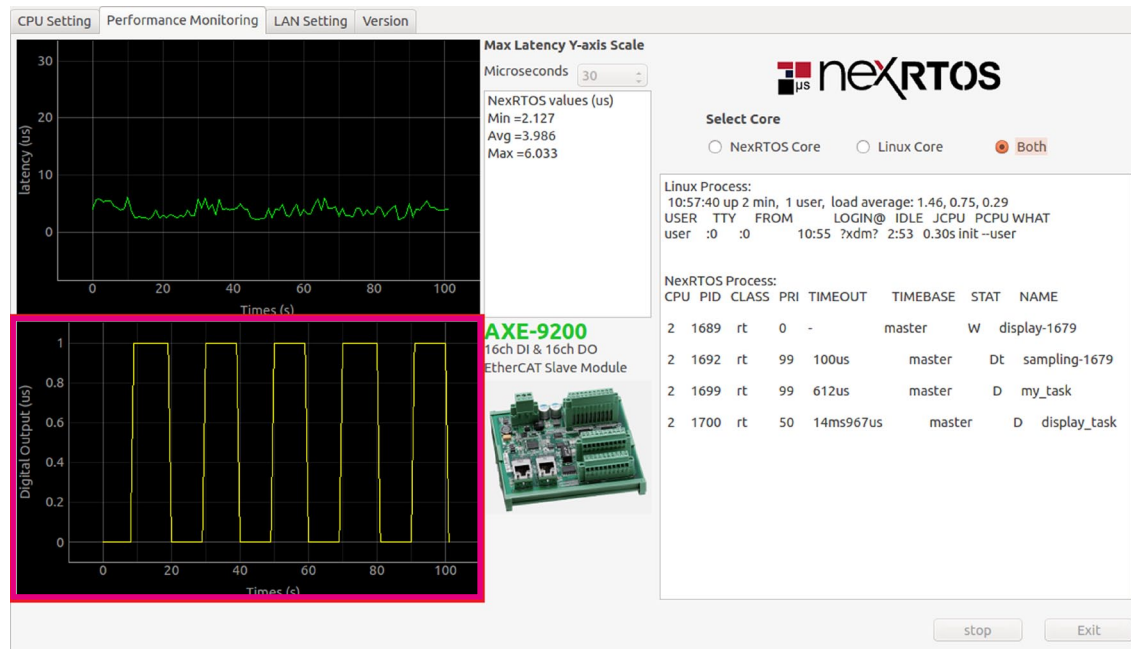 CPU Setting Performance Monitoring LAN Setting Version
30
20
10
0
latency (us)
0 20 40 60 80 100
Times (s)
Max Latency Y-axis Scale
Microseconds 30
NexRTOS values (us)
Min =2.127
Avg =3.986
Max =6.033
1
0.8
0.6
0.4
0.2
0
Digital Output (us)
0 20 40 60 80 100
Times (s)
AXE-9200
16ch DI & 16ch DO
EtherCAT Slave Module
μs nexRTOS
Select Core
NexRTOS Core Linux Core Both
Linux Process:
10:57:40 up 2 min, 1 user, load average: 1.46, 0.75, 0.29
USER TTY FROM LOGIN@ IDLE JCPU PCPU WHAT
user :0 :0 10:55 ?xdm? 2:53 0.30s init --user
NexRTOS Process:
CPU PID CLASS PRI TIMEOUT TIMEBASE STAT NAME
2 1689 rt 0 - master W display-1679
2 1692 rt 99 100us master Dt sampling-1679
2 1699 rt 99 612us master D my_task
2 1700 rt 50 14ms967us master D display_task
stop Exit